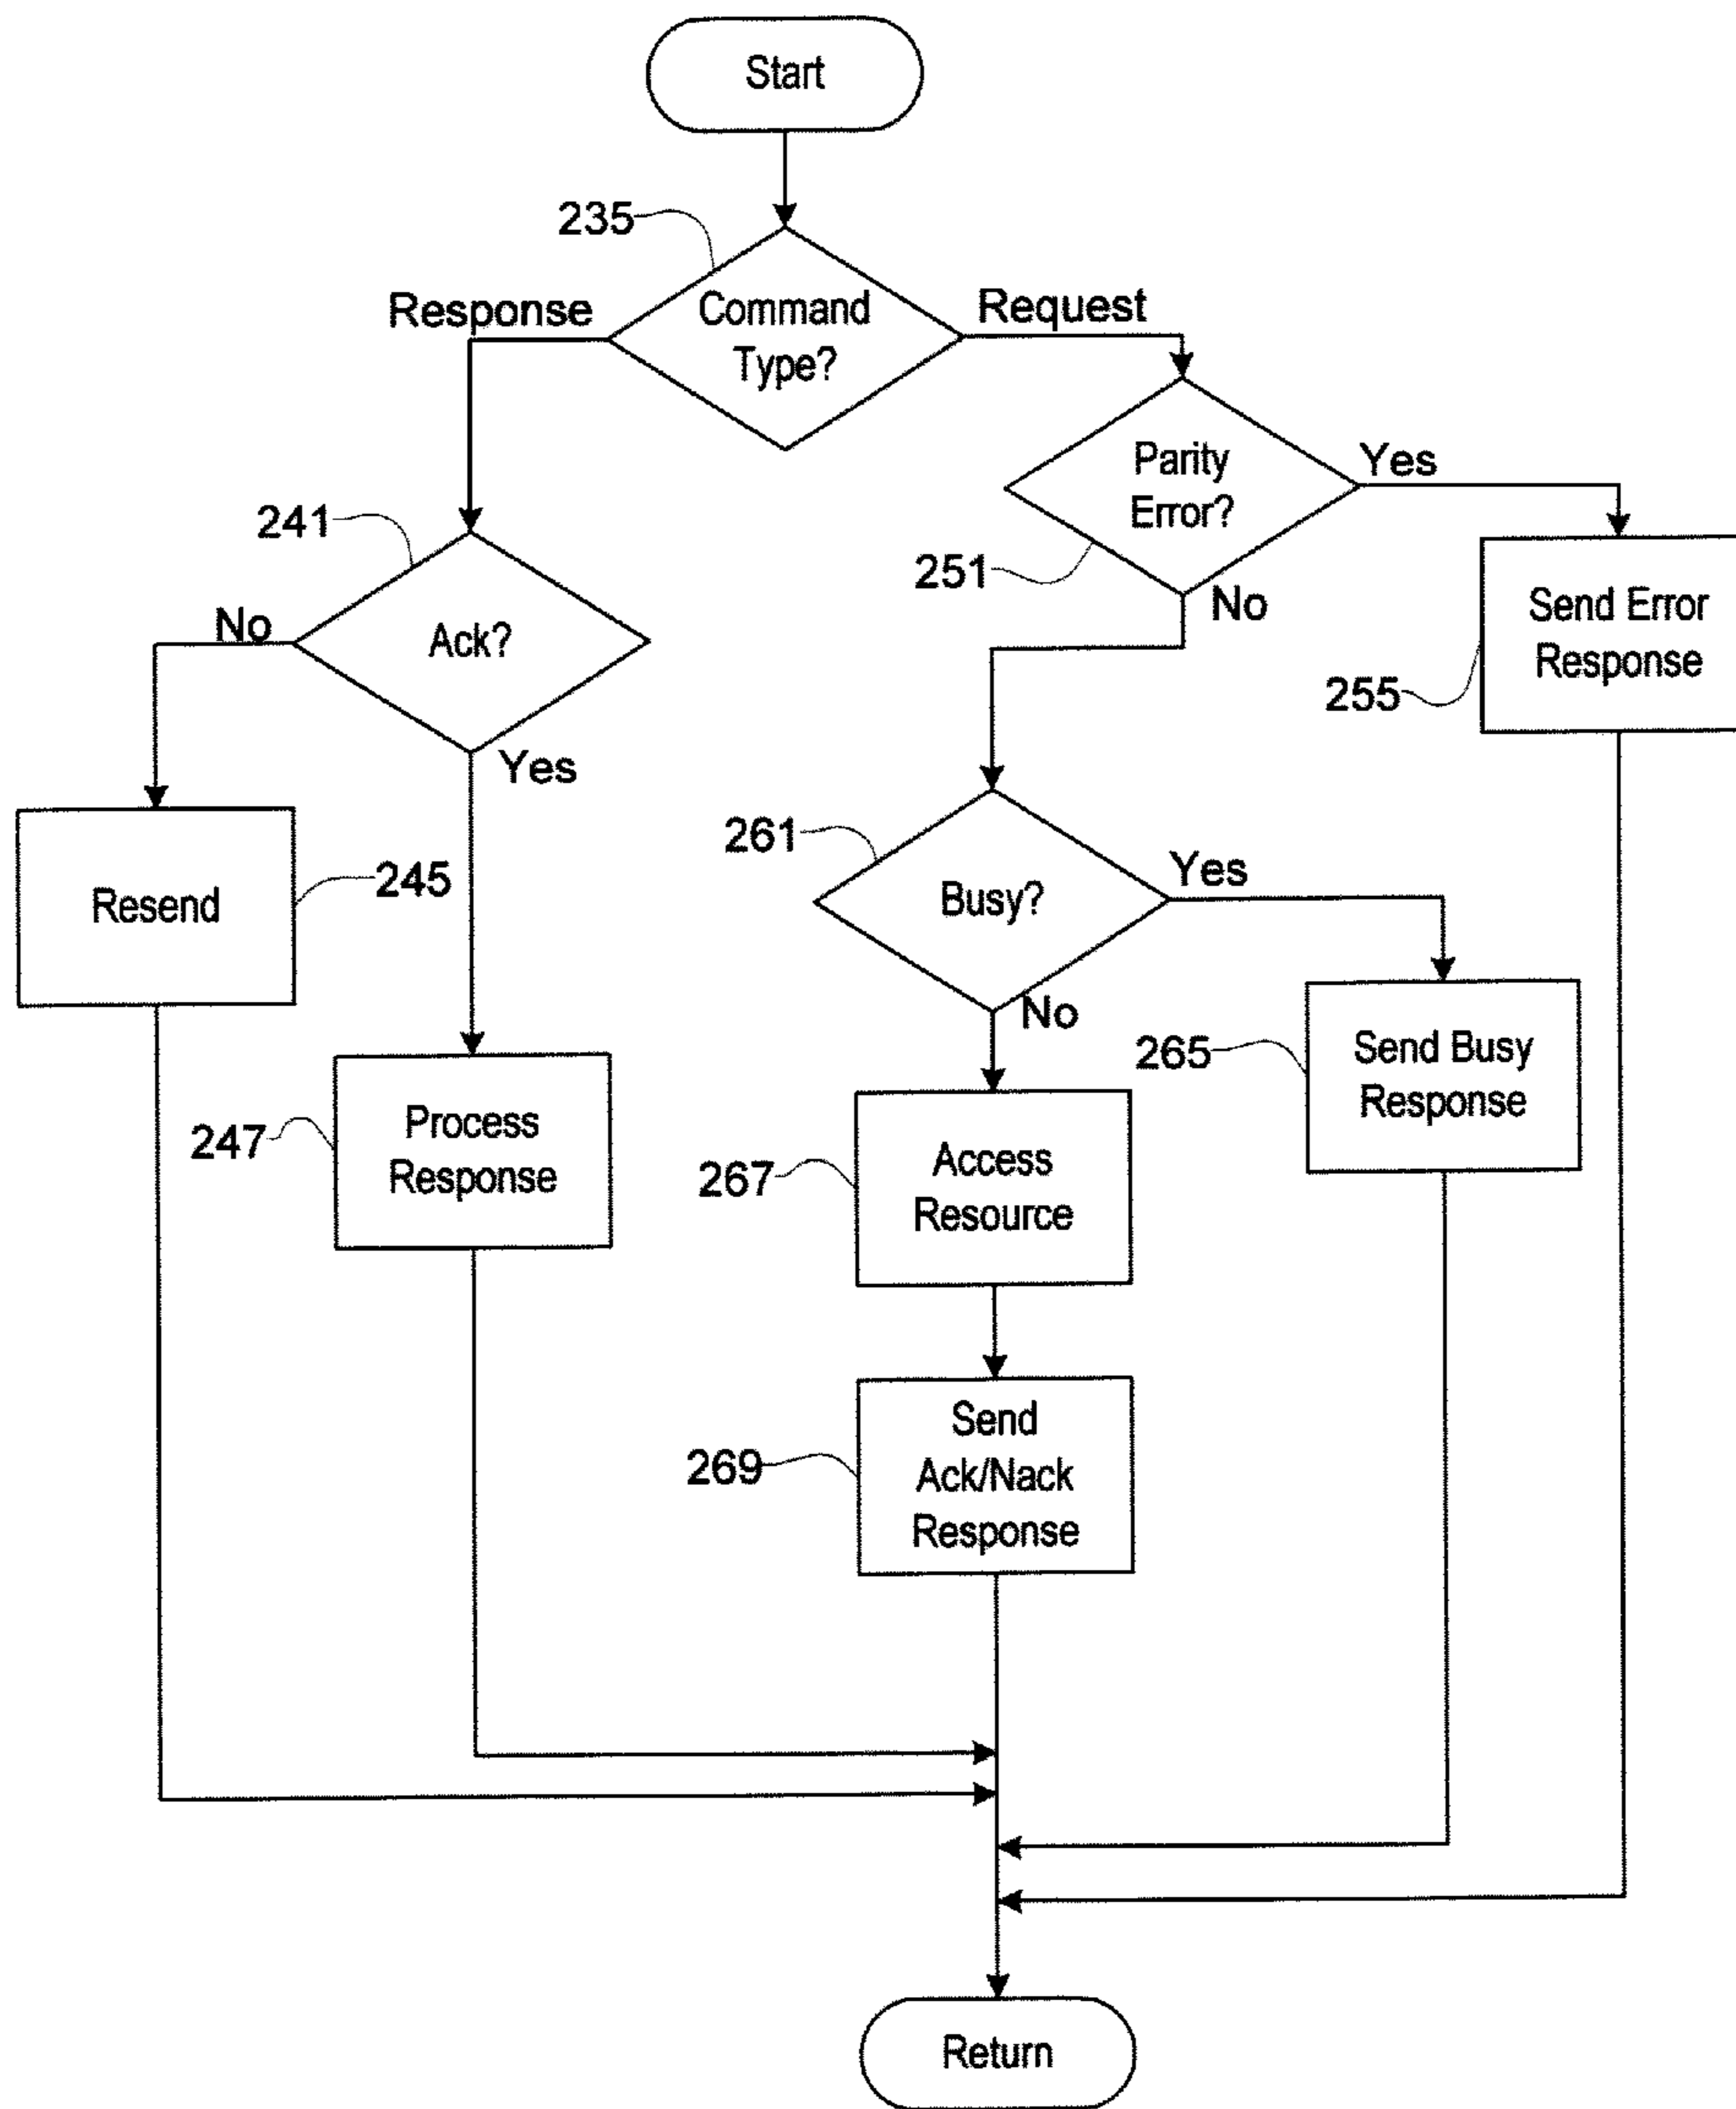 Start
235
Response
Command
Type?
Request
Parity
Error?
Yes
241
251
No
Send Error
Response
255
No
Ack?
Yes
261
Busy?
Yes
Resend
245
No
265
Send Busy
Response
247
Process
Response
267
Access
Resource
269
Send
Ack/Nack
Response
Return